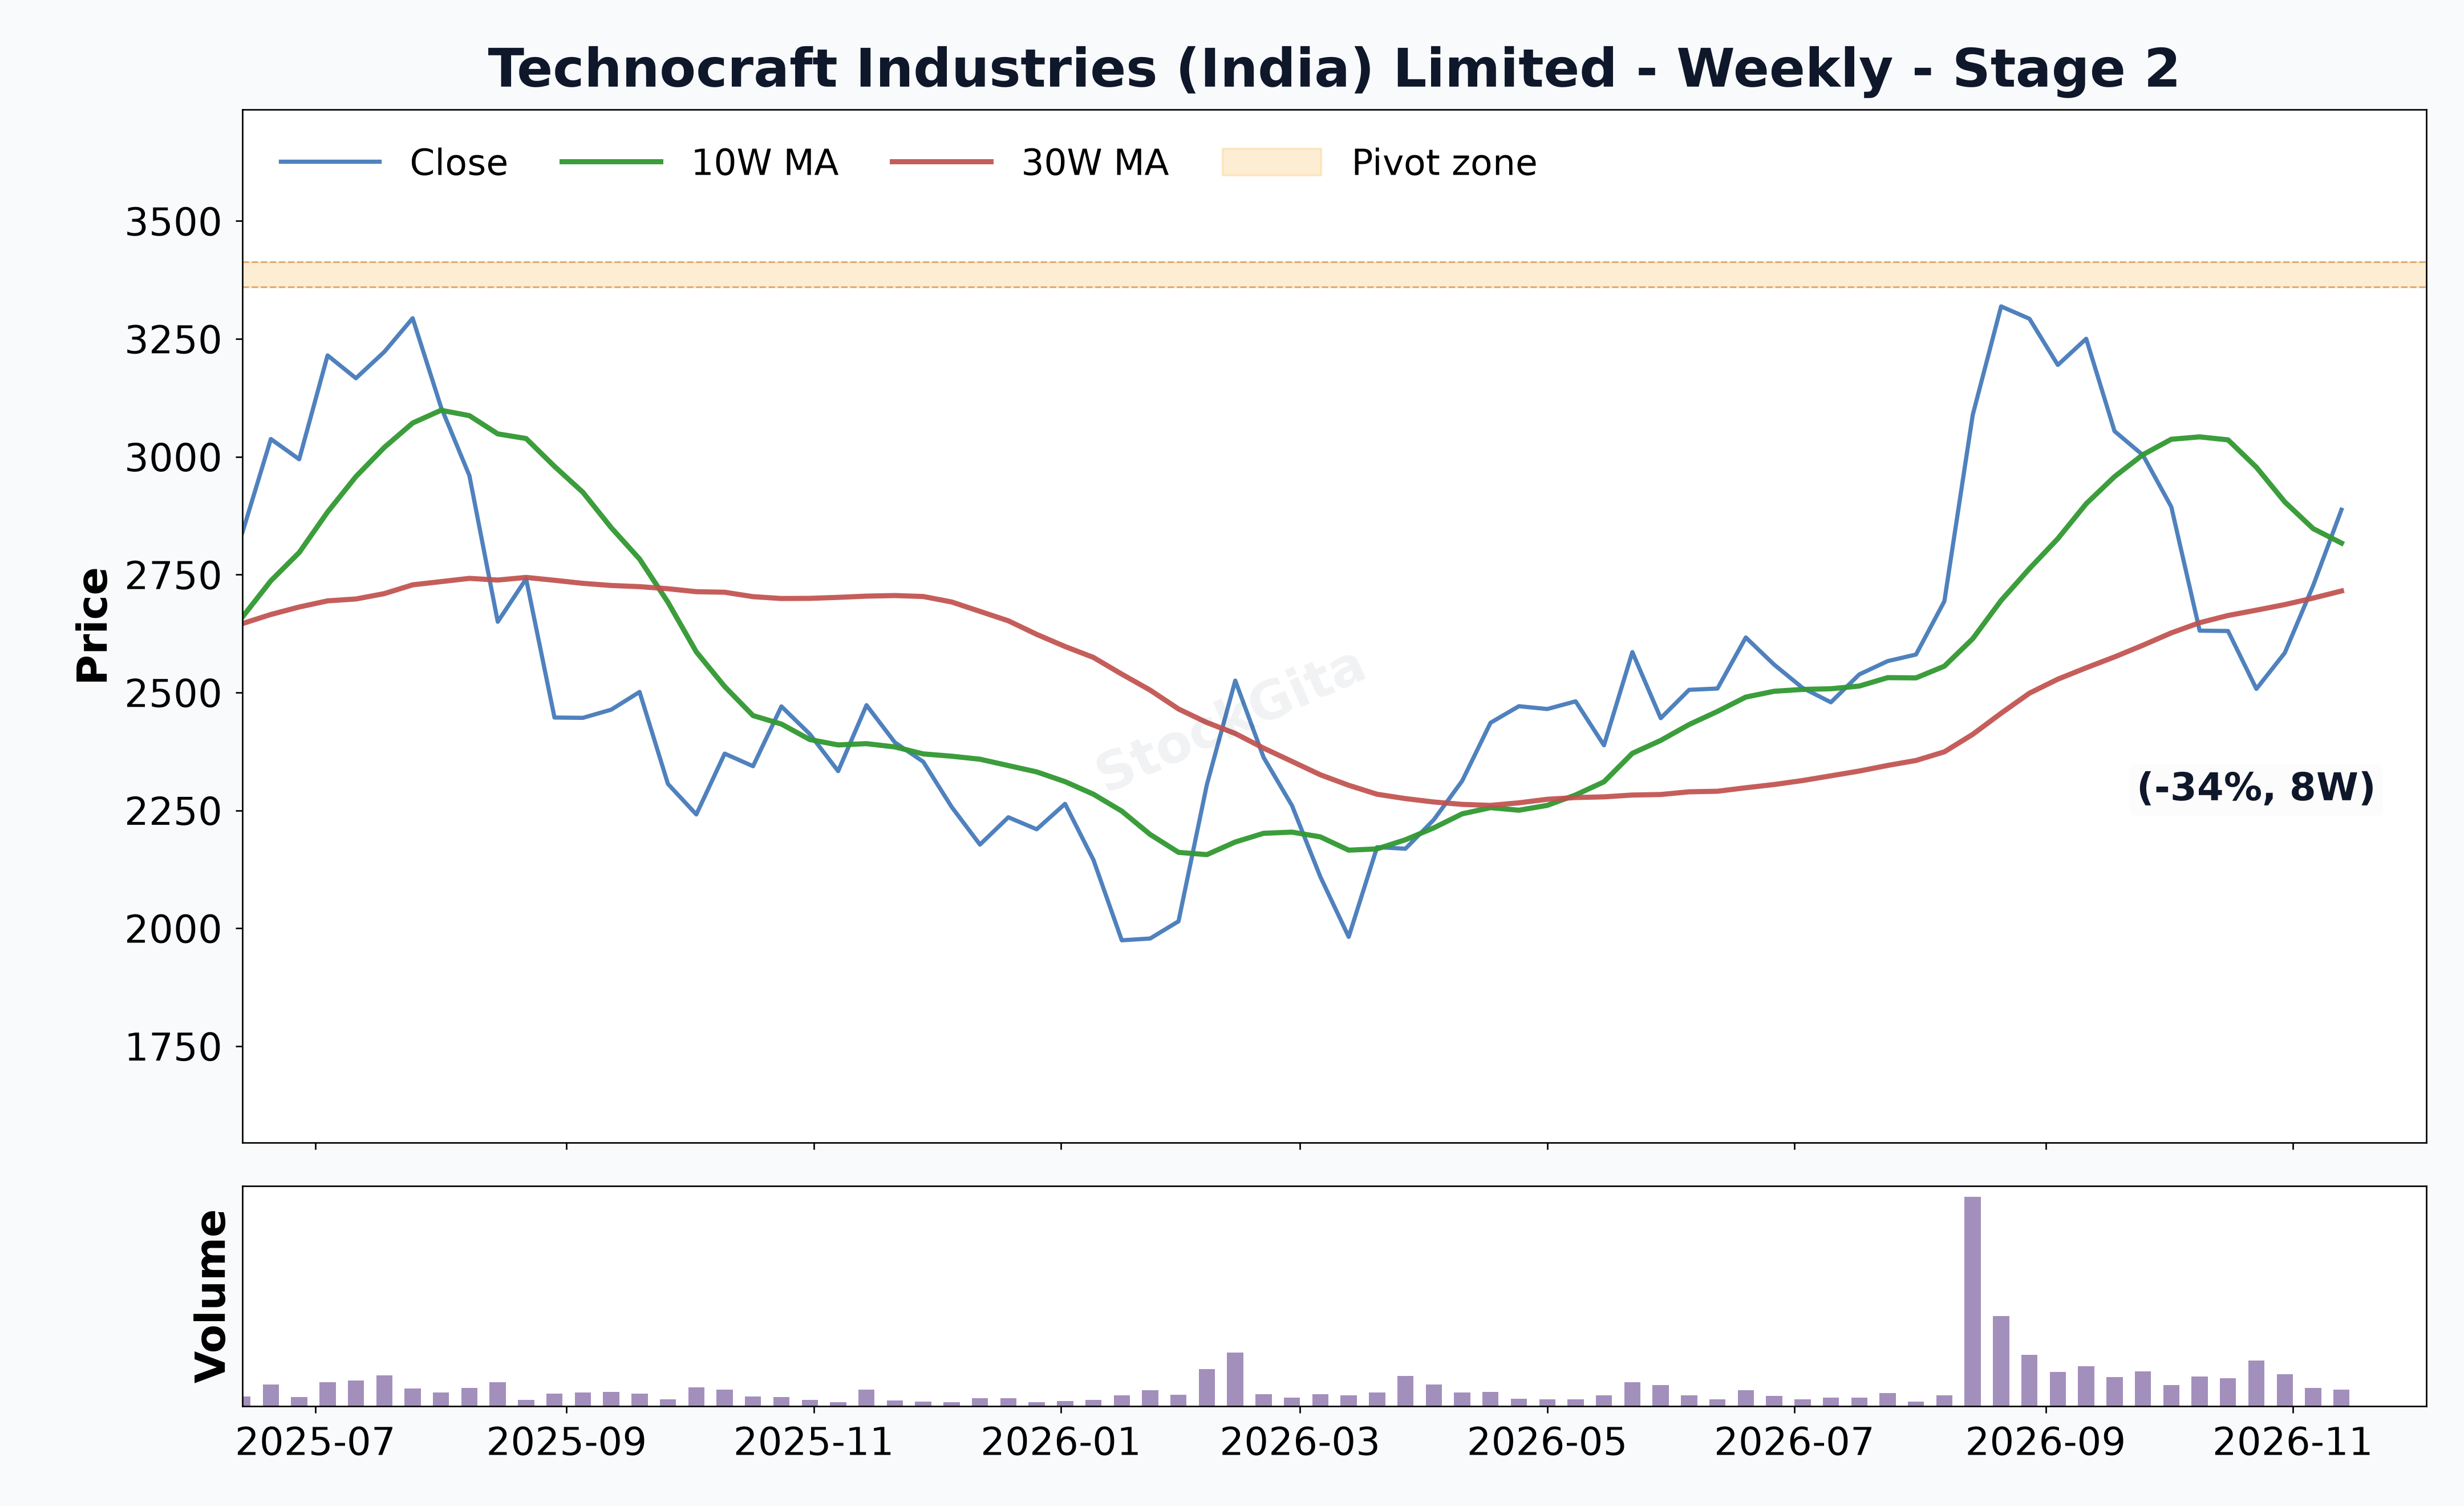 Technocraft Industries (India) Limited - Weekly - Stage 2
Close
10W MA
30W MA
Pivot zone
Price
3500
3250
3000
2750
2500
2250
2000
1750
StockGita
(-34%, 8W)
Volume
2025-07
2025-09
2025-11
2026-01
2026-03
2026-05
2026-07
2026-09
2026-11